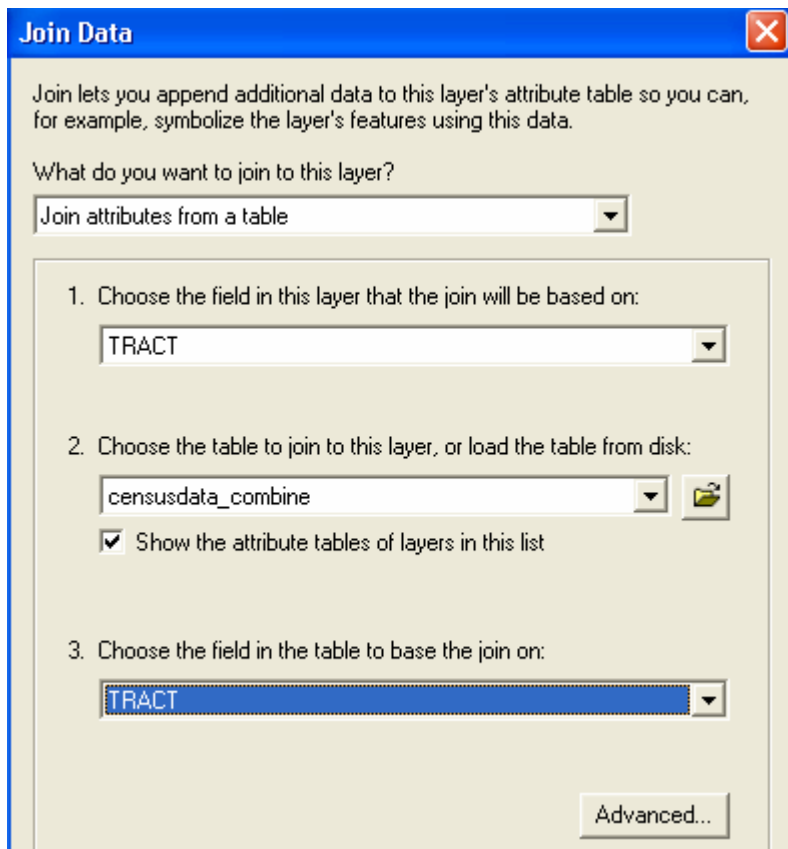 Join Data
Join lets you append additional data to this layer's attribute table so you can,
for example, symbolize the layer's features using this data.
What do you want to join to this layer?
Join attributes from a table
1. Choose the field in this layer that the join will be based on:
TRACT
2. Choose the table to join to this layer, or load the table from disk:
censusdata_combine
Show the attribute tables of layers in this list
3. Choose the field in the table to base the join on:
TRACT
Advanced...